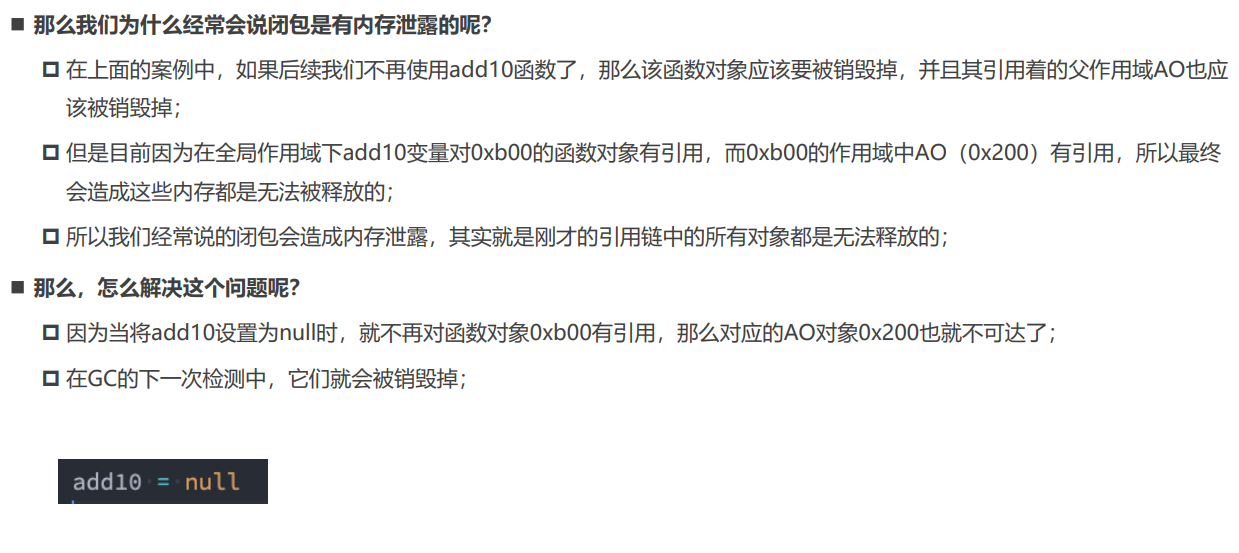 那么我们为什么经常会说闭包是有内存泄露的呢?
在上面的案例中，如果后续我们不再使用add10函数了，那么该函数对象应该要被销毁掉，并且其引用着的父作用域AO也应
该被销毁掉；
但是目前因为在全局作用域下add10变量对0xb00的函数对象有引用，而0xb00的作用域中AO（0x200）有引用，所以最终
会造成这些内存都是无法被释放的；
所以我们经常说的闭包会造成内存泄露，其实就是刚才的引用链中的所有对象都是无法释放的；
那么，怎么解决这个问题呢?
因为当将add10设置为null时，就不再对函数对象0xb00有引用，那么对应的AO对象0x200也就不可达了；
在GC的下一次检测中，它们就会被销毁掉；
add10 = null